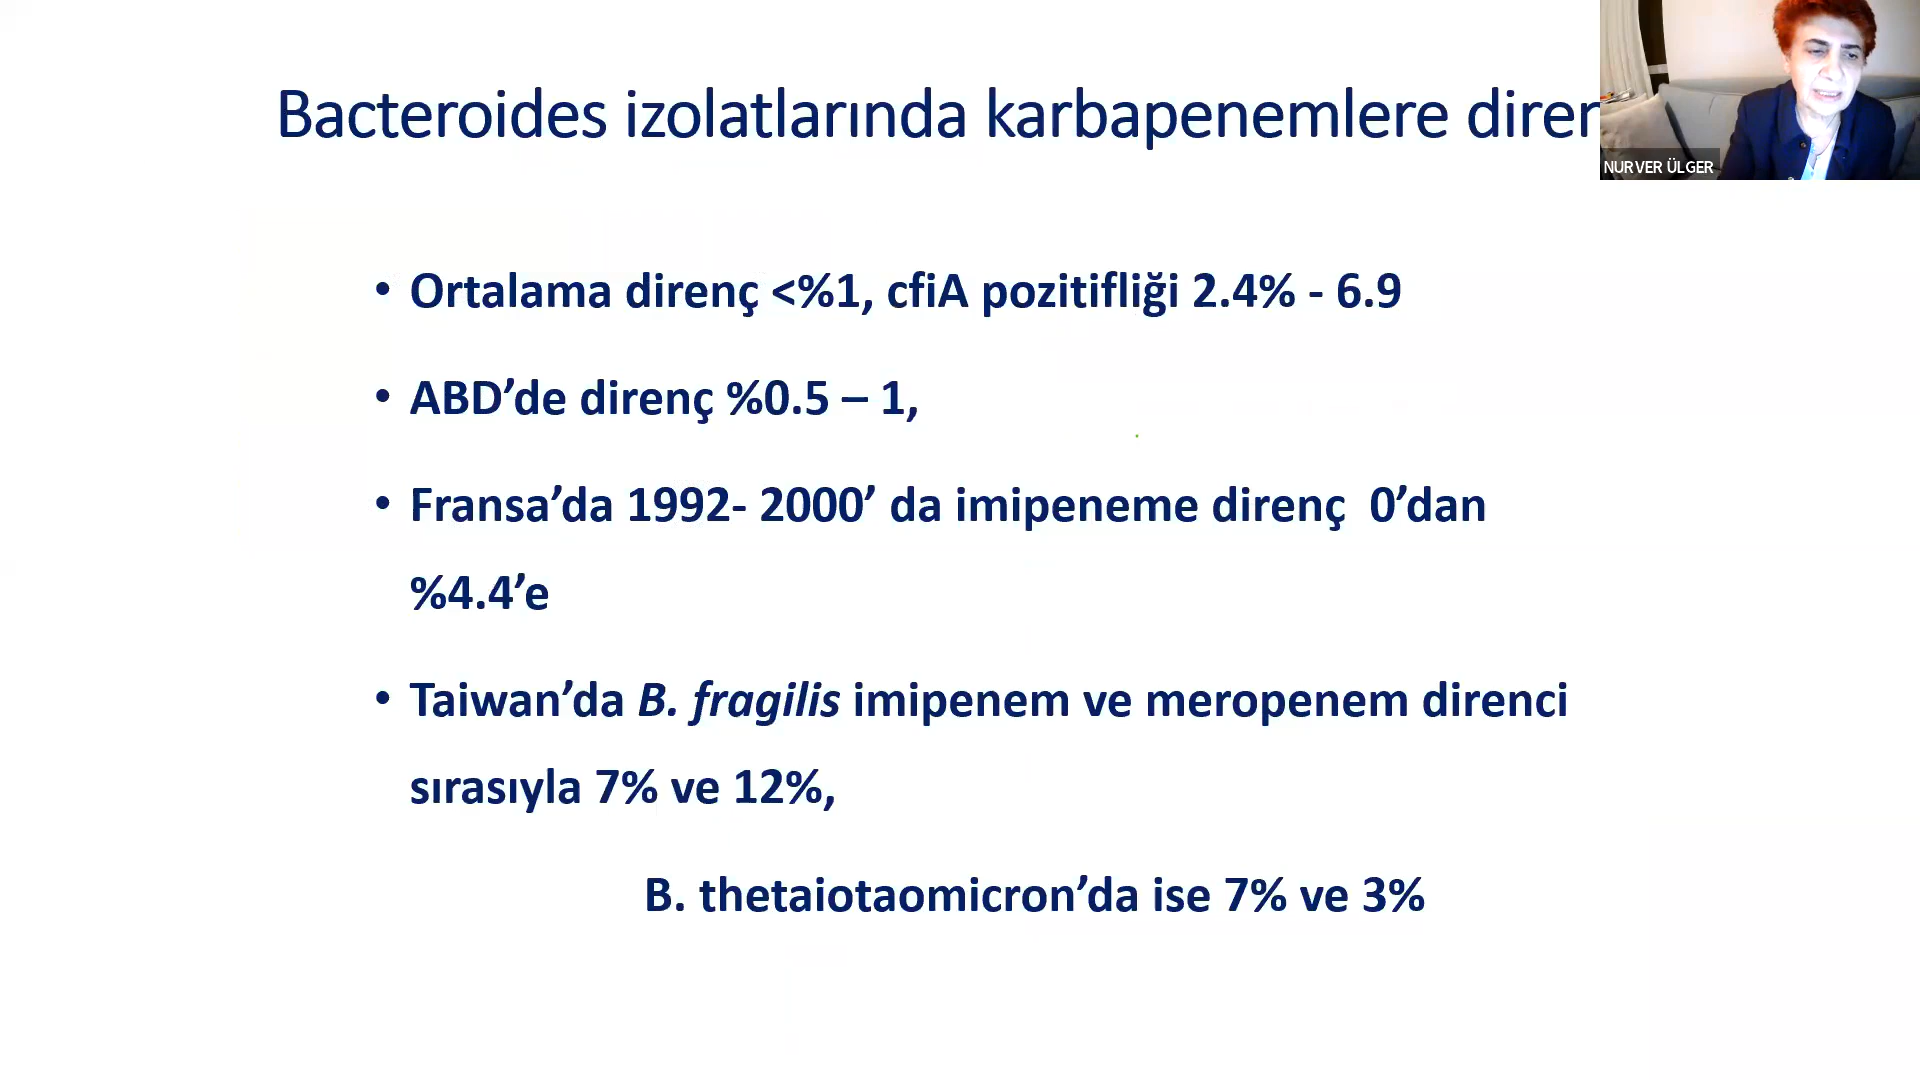 Bacteroides izolatlarında karbapenemlere diren
NURVER ÜLGER
• Ortalama direnç <%1, cfiA pozitifliği 2.4% - 6.9
• ABD’de direnç %0.5 – 1,
• Fransa’da 1992- 2000’ da imipeneme direnç 0’dan
%4.4’e
• Taiwan’da B. fragilis imipenem ve meropenem direnci
sırasıyla 7% ve 12%,
B. thetaiotaomicron’da ise 7% ve 3%